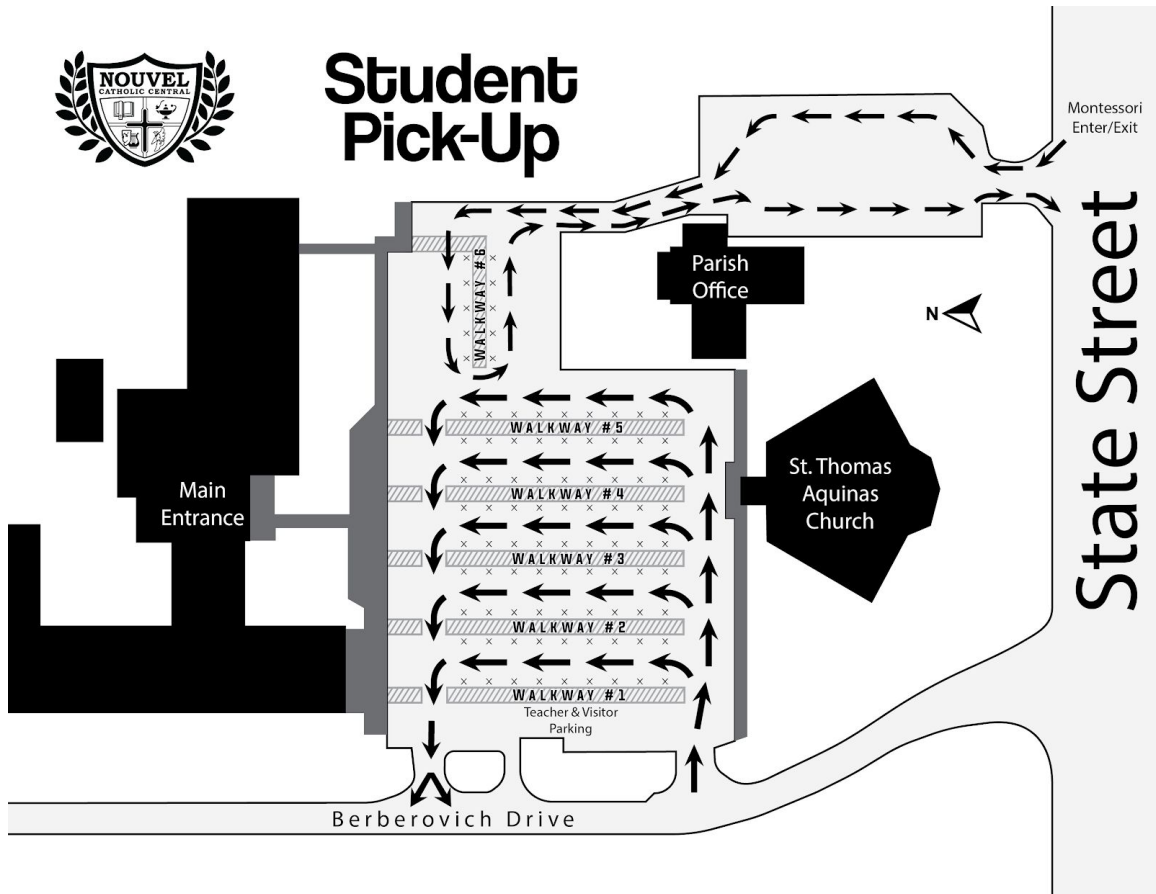 NOUVEL
CATHOLIC CENTRAL
Student
Pick-Up
Montessori
Enter/Exit
State Street
Parish
Office
N
WALKWAY #6
WALKWAY #5
WALKWAY #4
WALKWAY #3
WALKWAY #2
WALKWAY #1
Main
Entrance
St. Thomas
Aquinas
Church
Teacher & Visitor
Parking
Berberovich Drive